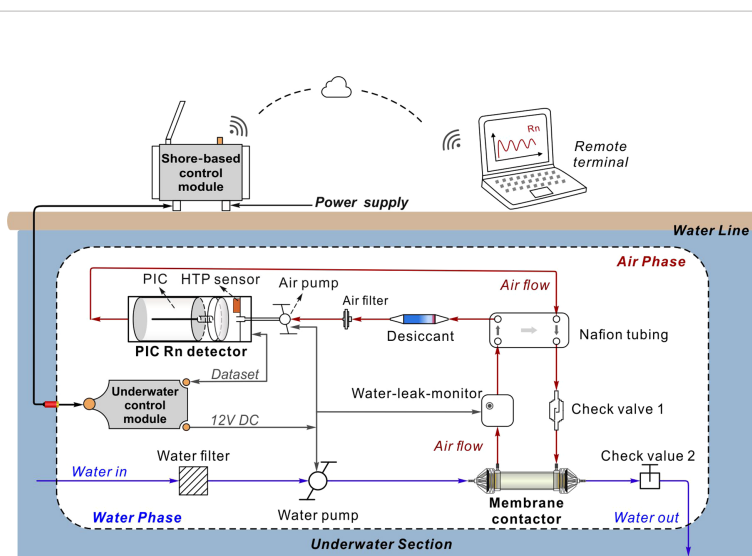 Rn
Shore-based
control
module
Remote
terminal
Power supply
Water Line
Air Phase
PIC
HTP sensor
Air pump
Air flow
Air filter
Desiccant
Nafion tubing
PIC Rn detector
Dataset
Underwater
control
module
Water-leak-monitor
12V DC
Check valve 1
Air flow
Water in
Water filter
Check value 2
Water Phase
Water pump
Membrane
contactor
Water out
Underwater Section